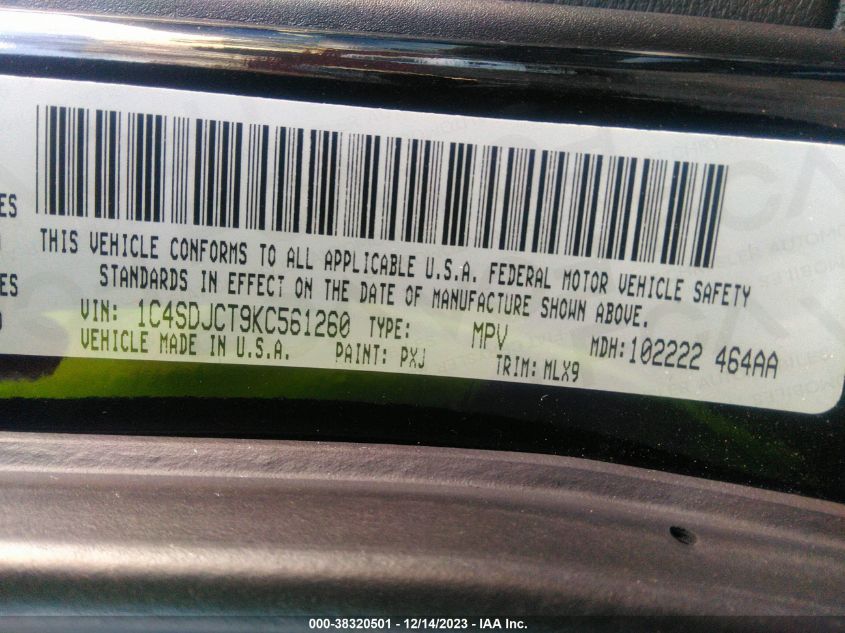 ES
THIS VEHICLE CONFORMS TO ALL APPLICABLE U.S.A. FEDERAL MOTOR VEHICLE SAFETY
STANDARDS IN EFFECT ON THE DATE OF MANUFACTURE SHOWN ABOVE.
ES
VIN: 1C4SDJCT9KC561260 TYPE: MPV MDH:102222 464AA
VEHICLE MADE IN U.S.A. PAINT: PXJ TRIM:MLX9
000-38320501 - 12/14/2023 - IAA Inc.